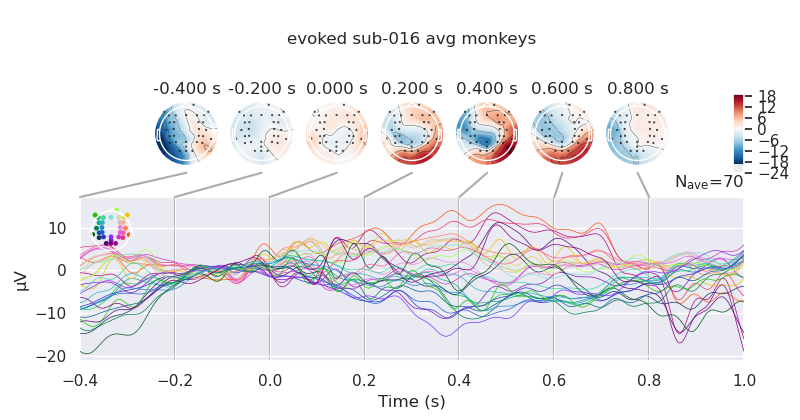 evoked sub-016 avg monkeys
-0.400 s -0.200 s 0.000 s 0.200 s 0.400 s 0.600 s 0.800 s
18
12
6
0
−6
−12
−18
−24
Nave=70
10
0
−10
−20
µV
−0.4 −0.2 0.0 0.2 0.4 0.6 0.8 1.0
Time (s)